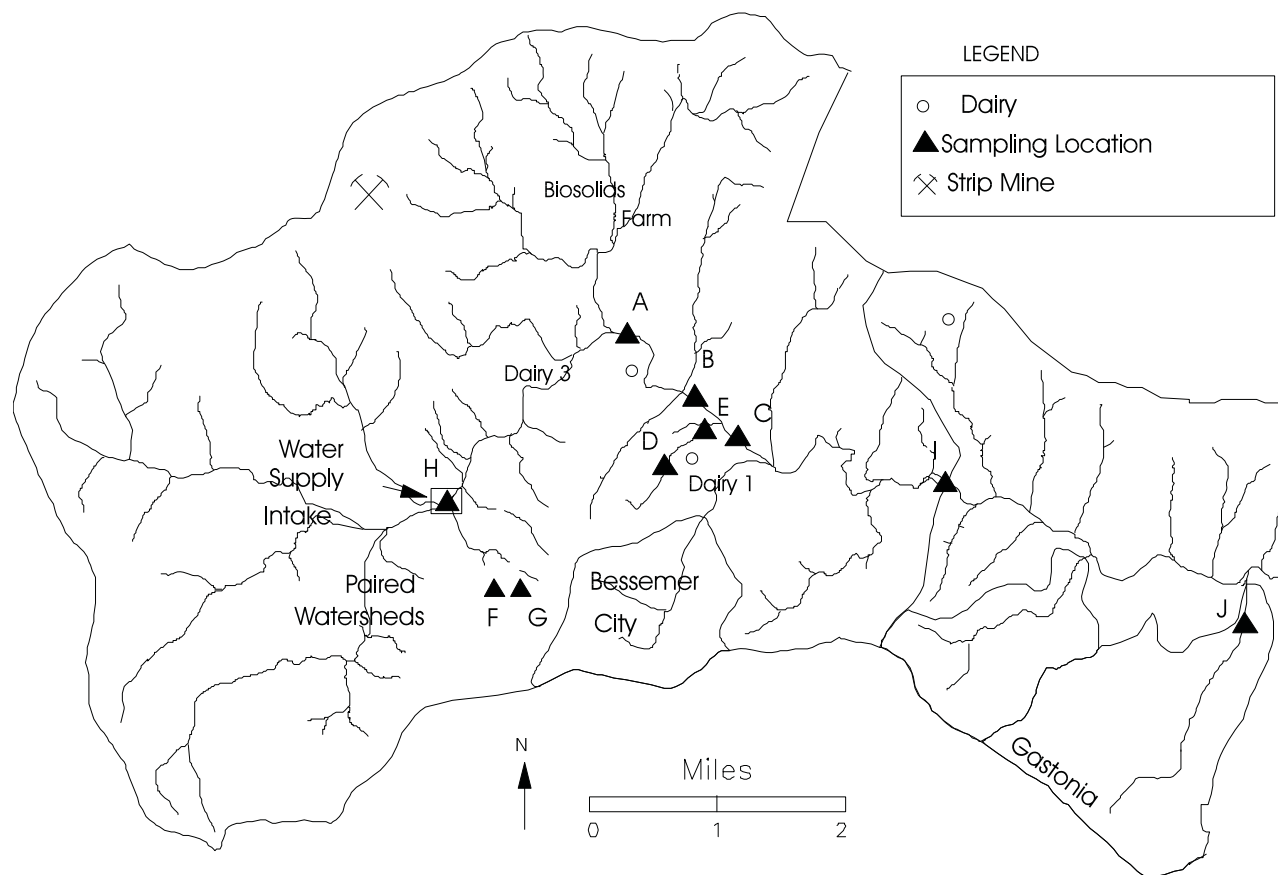 LEGEND
Dairy
Sampling Location
Strip Mine
Biosolids
Farm
A
Dairy 3
B
E
C
D
Dairy 1
I
Water
Supply
Intake
H
Paired
Watersheds
F
G
Bessemer
City
J
N
Miles
0
1
2
Gastonia